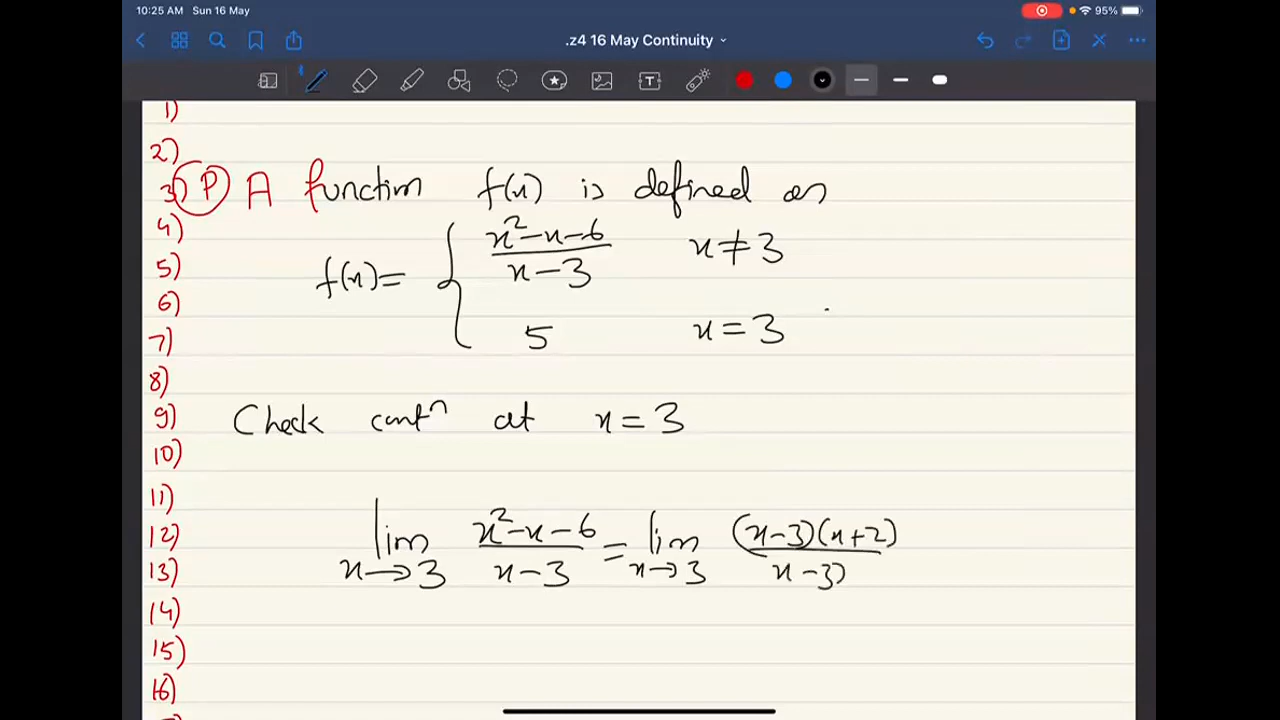 10:25 AM Sun 16 May 95%
.z4 16 May Continuity
1)
2)
3) P A function f(x) is defined as
4) x²-x-6 x≠3
5) f(x)= x-3
6)
7) 5 x=3
8)
9) Check contⁿ at x=3
10)
11)
12) lim x²-x-6 = lim (x-3)(x+2)
13) x→3 x-3 x→3 x-3)
14)
15)
16)